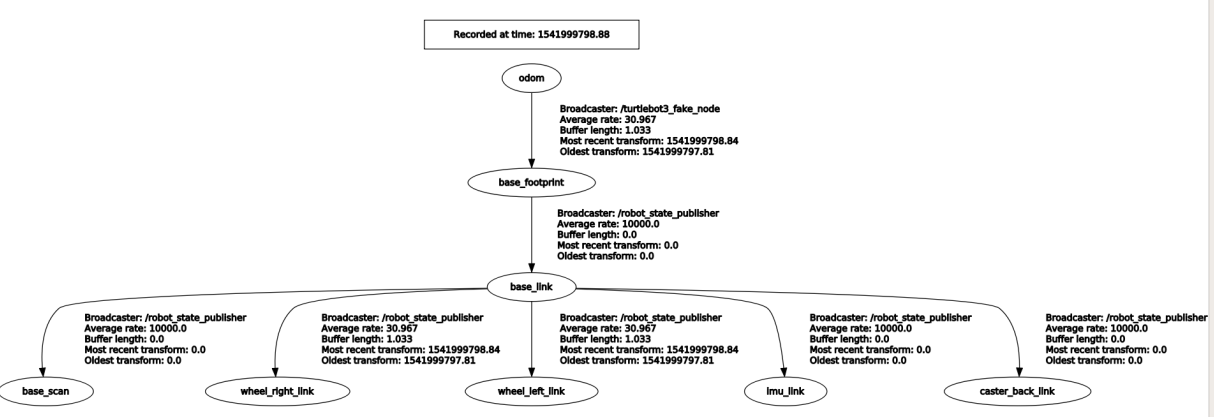 Recorded at time: 1541999798.88
odom
Broadcaster: /turtlebot3_fake_node
Average rate: 30.967
Buffer length: 1.033
Most recent transform: 1541999798.84
Oldest transform: 1541999797.81
base_footprint
Broadcaster: /robot_state_publisher
Average rate: 10000.0
Buffer length: 0.0
Most recent transform: 0.0
Oldest transform: 0.0
base_link
Broadcaster: /robot_state_publisher
Average rate: 10000.0
Buffer length: 0.0
Most recent transform: 0.0
Oldest transform: 0.0
Broadcaster: /robot_state_publisher
Average rate: 30.967
Buffer length: 1.033
Most recent transform: 1541999798.84
Oldest transform: 1541999797.81
Broadcaster: /robot_state_publisher
Average rate: 30.967
Buffer length: 1.033
Most recent transform: 1541999798.84
Oldest transform: 1541999797.81
Broadcaster: /robot_state_publisher
Average rate: 10000.0
Buffer length: 0.0
Most recent transform: 0.0
Oldest transform: 0.0
Broadcaster: /robot_state_publisher
Average rate: 10000.0
Buffer length: 0.0
Most recent transform: 0.0
Oldest transform: 0.0
base_scan
wheel_right_link
wheel_left_link
imu_link
caster_back_link